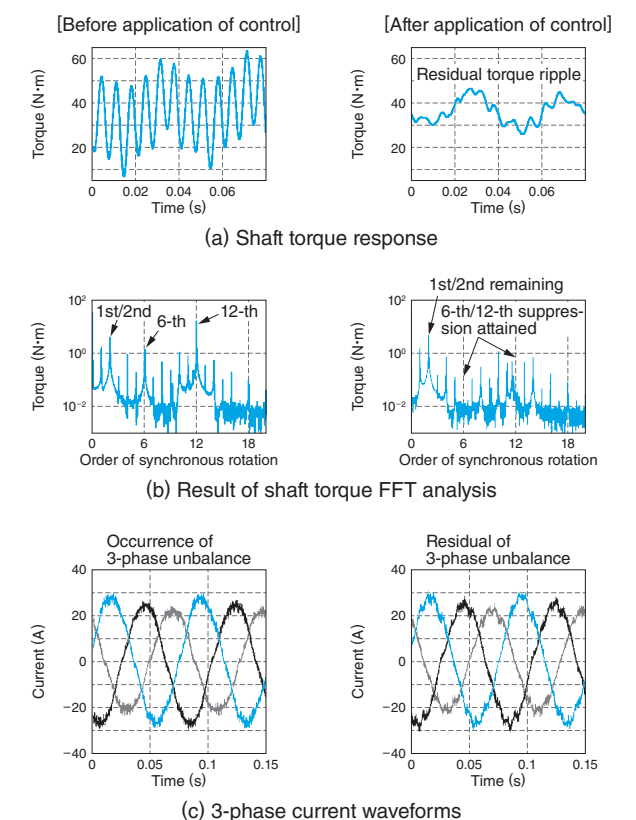 [Before application of control]
[After application of control]
Torque (N·m)
60
40
20
0
0.02
0.04
0.06
Time (s)
Torque (N·m)
60
40
20
Residual torque ripple
0
0.02
0.04
0.06
Time (s)
(a) Shaft torque response
Torque (N·m)
10²
10⁰
10⁻²
1st/2nd
6-th
12-th
0
6
12
18
Order of synchronous rotation
1st/2nd remaining
Torque (N·m)
10²
10⁰
10⁻²
6-th/12-th suppres-
sion attained
0
6
12
18
Order of synchronous rotation
(b) Result of shaft torque FFT analysis
Occurrence of
3-phase unbalance
Current (A)
40
20
0
−20
−40
0
0.05
0.1
0.15
Time (s)
Residual of
3-phase unbalance
Current (A)
40
20
0
−20
−40
0
0.05
0.1
0.15
Time (s)
(c) 3-phase current waveforms